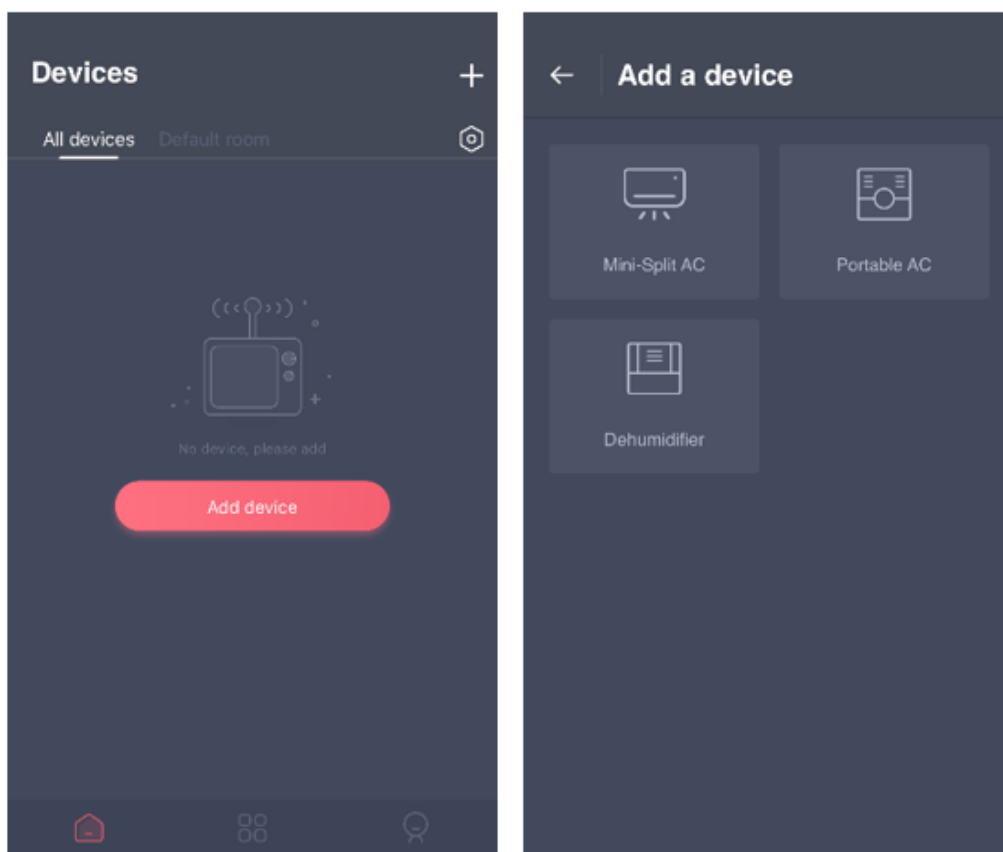 Devices
All devices Default room
No device, please add
Add device
Add a device
Mini-Split AC
Portable AC
Dehumidifier